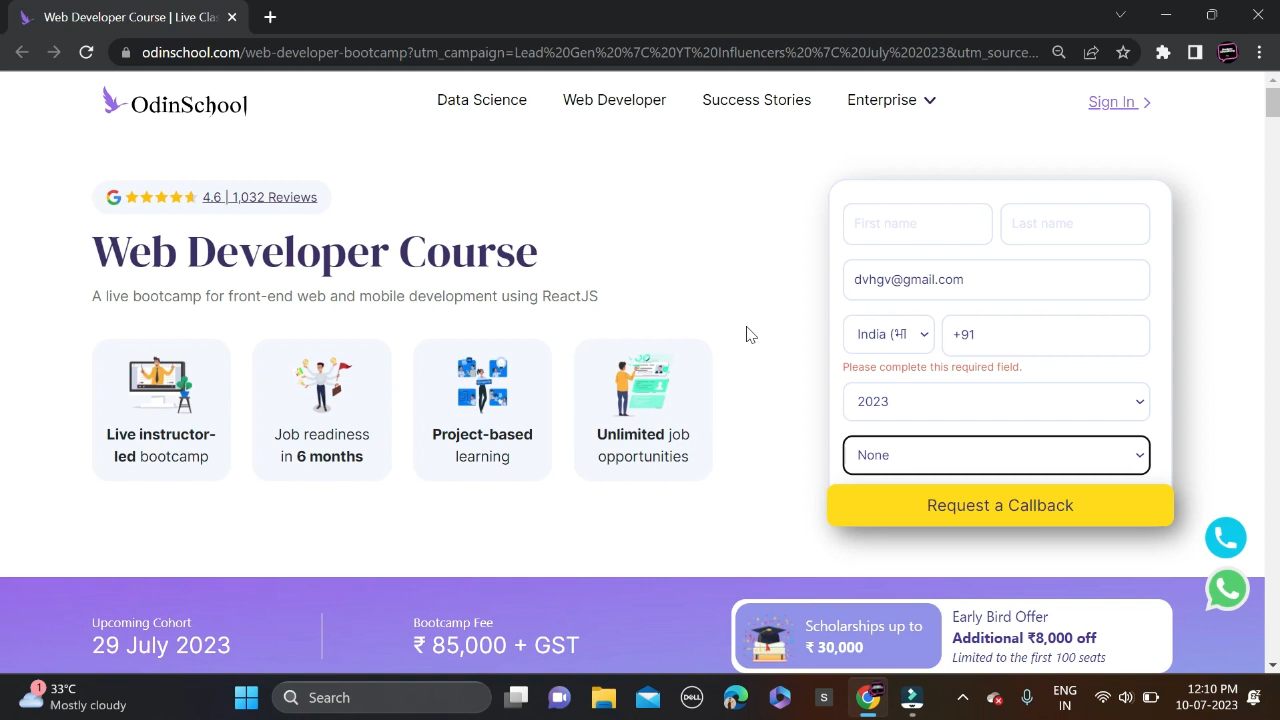 Web Developer Course | Live Cla
odinschool.com/web-developer-bootcamp?utm_campaign=Lead%20Gen%20%7C%20YT%20Influencers%20%7C%20July%202023&utm_source...
OdinSchool
Data Science
Web Developer
Success Stories
Enterprise
Sign In
4.6 | 1,032 Reviews
Web Developer Course
A live bootcamp for front-end web and mobile development using ReactJS
Live instructor-
led bootcamp
Job readiness
in 6 months
Project-based
learning
Unlimited job
opportunities
First name
Last name
dvhgv@gmail.com
India (भा
+91
Please complete this required field.
2023
None
Request a Callback
Upcoming Cohort
29 July 2023
Bootcamp Fee
₹ 85,000 + GST
Scholarships up to
₹ 30,000
Early Bird Offer
Additional ₹8,000 off
Limited to the first 100 seats
1
33°C
Mostly cloudy
Search
DELL
S
ENG
IN
12:10 PM
10-07-2023